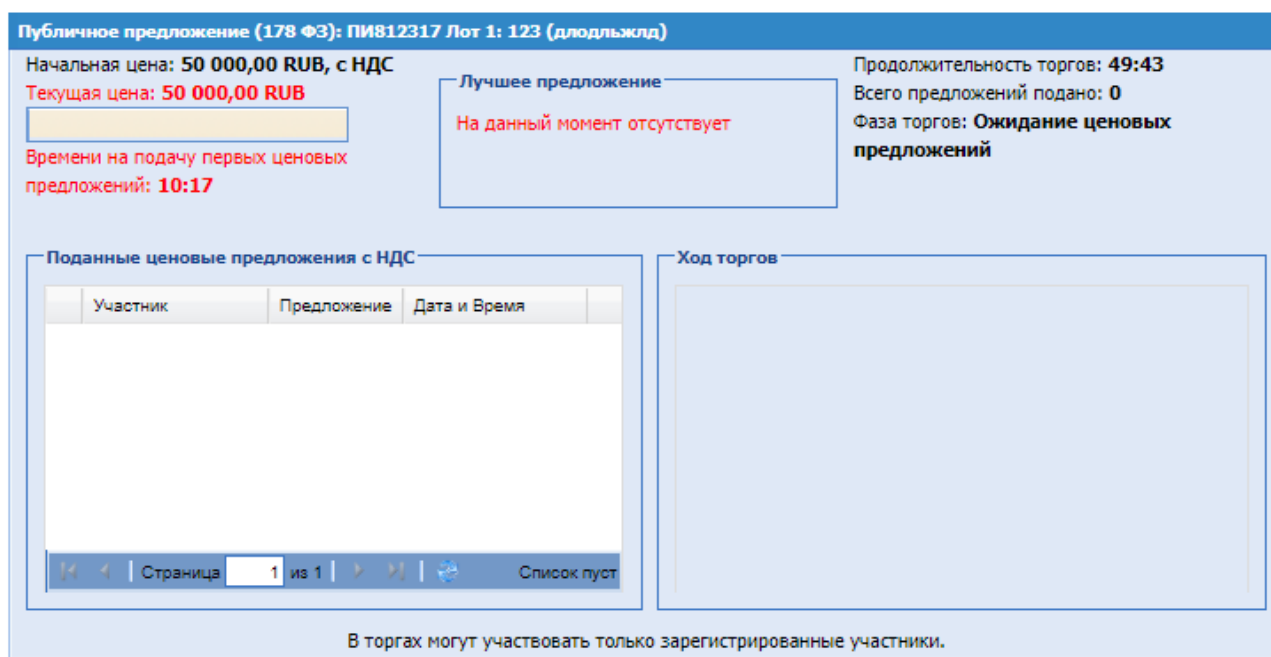 Публичное предложение (178 ФЗ): ПИ812317 Лот 1: 123 (длодльжлд)
Начальная цена: 50 000,00 RUB, с НДС
Текущая цена: 50 000,00 RUB
Времени на подачу первых ценовых
предложений: 10:17
Лучшее предложение
На данный момент отсутствует
Продолжительность торгов: 49:43
Всего предложений подано: 0
Фаза торгов: Ожидание ценовых
предложений
Поданные ценовые предложения с НДС
Участник Предложение Дата и Время
Страница 1 из 1 Список пуст
Ход торгов
В торгах могут участвовать только зарегистрированные участники.